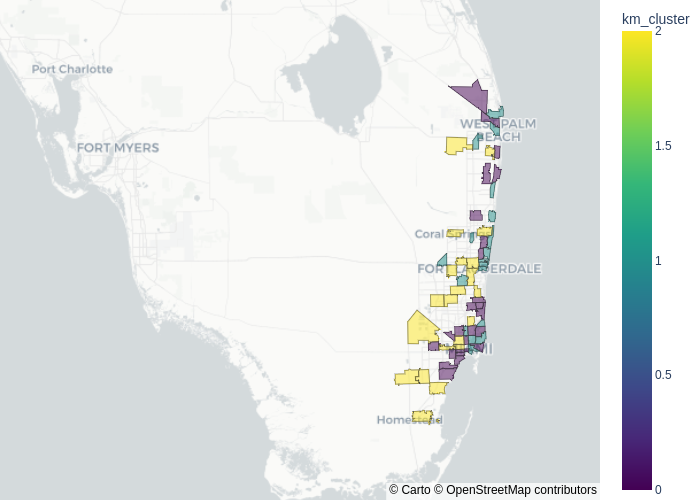 km_cluster
2
1.5
1
0.5
0
Port Charlotte
FORT MYERS
WEST PALM
BEACH
Coral Springs
FORT LAUDERDALE
Homestead
© Carto © OpenStreetMap contributors